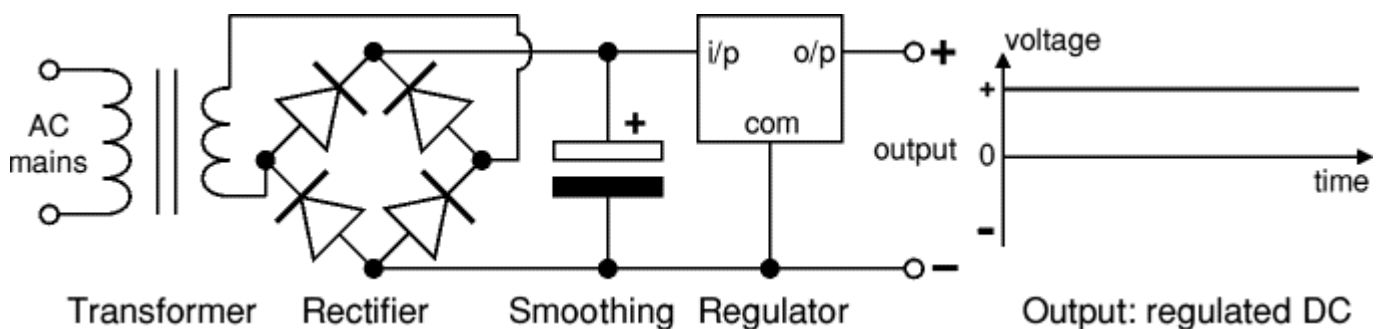 AC
mains
+
i/p
o/p
com
+
output
−
voltage
+
0
time
-
Transformer
Rectifier
Smoothing
Regulator
Output: regulated DC